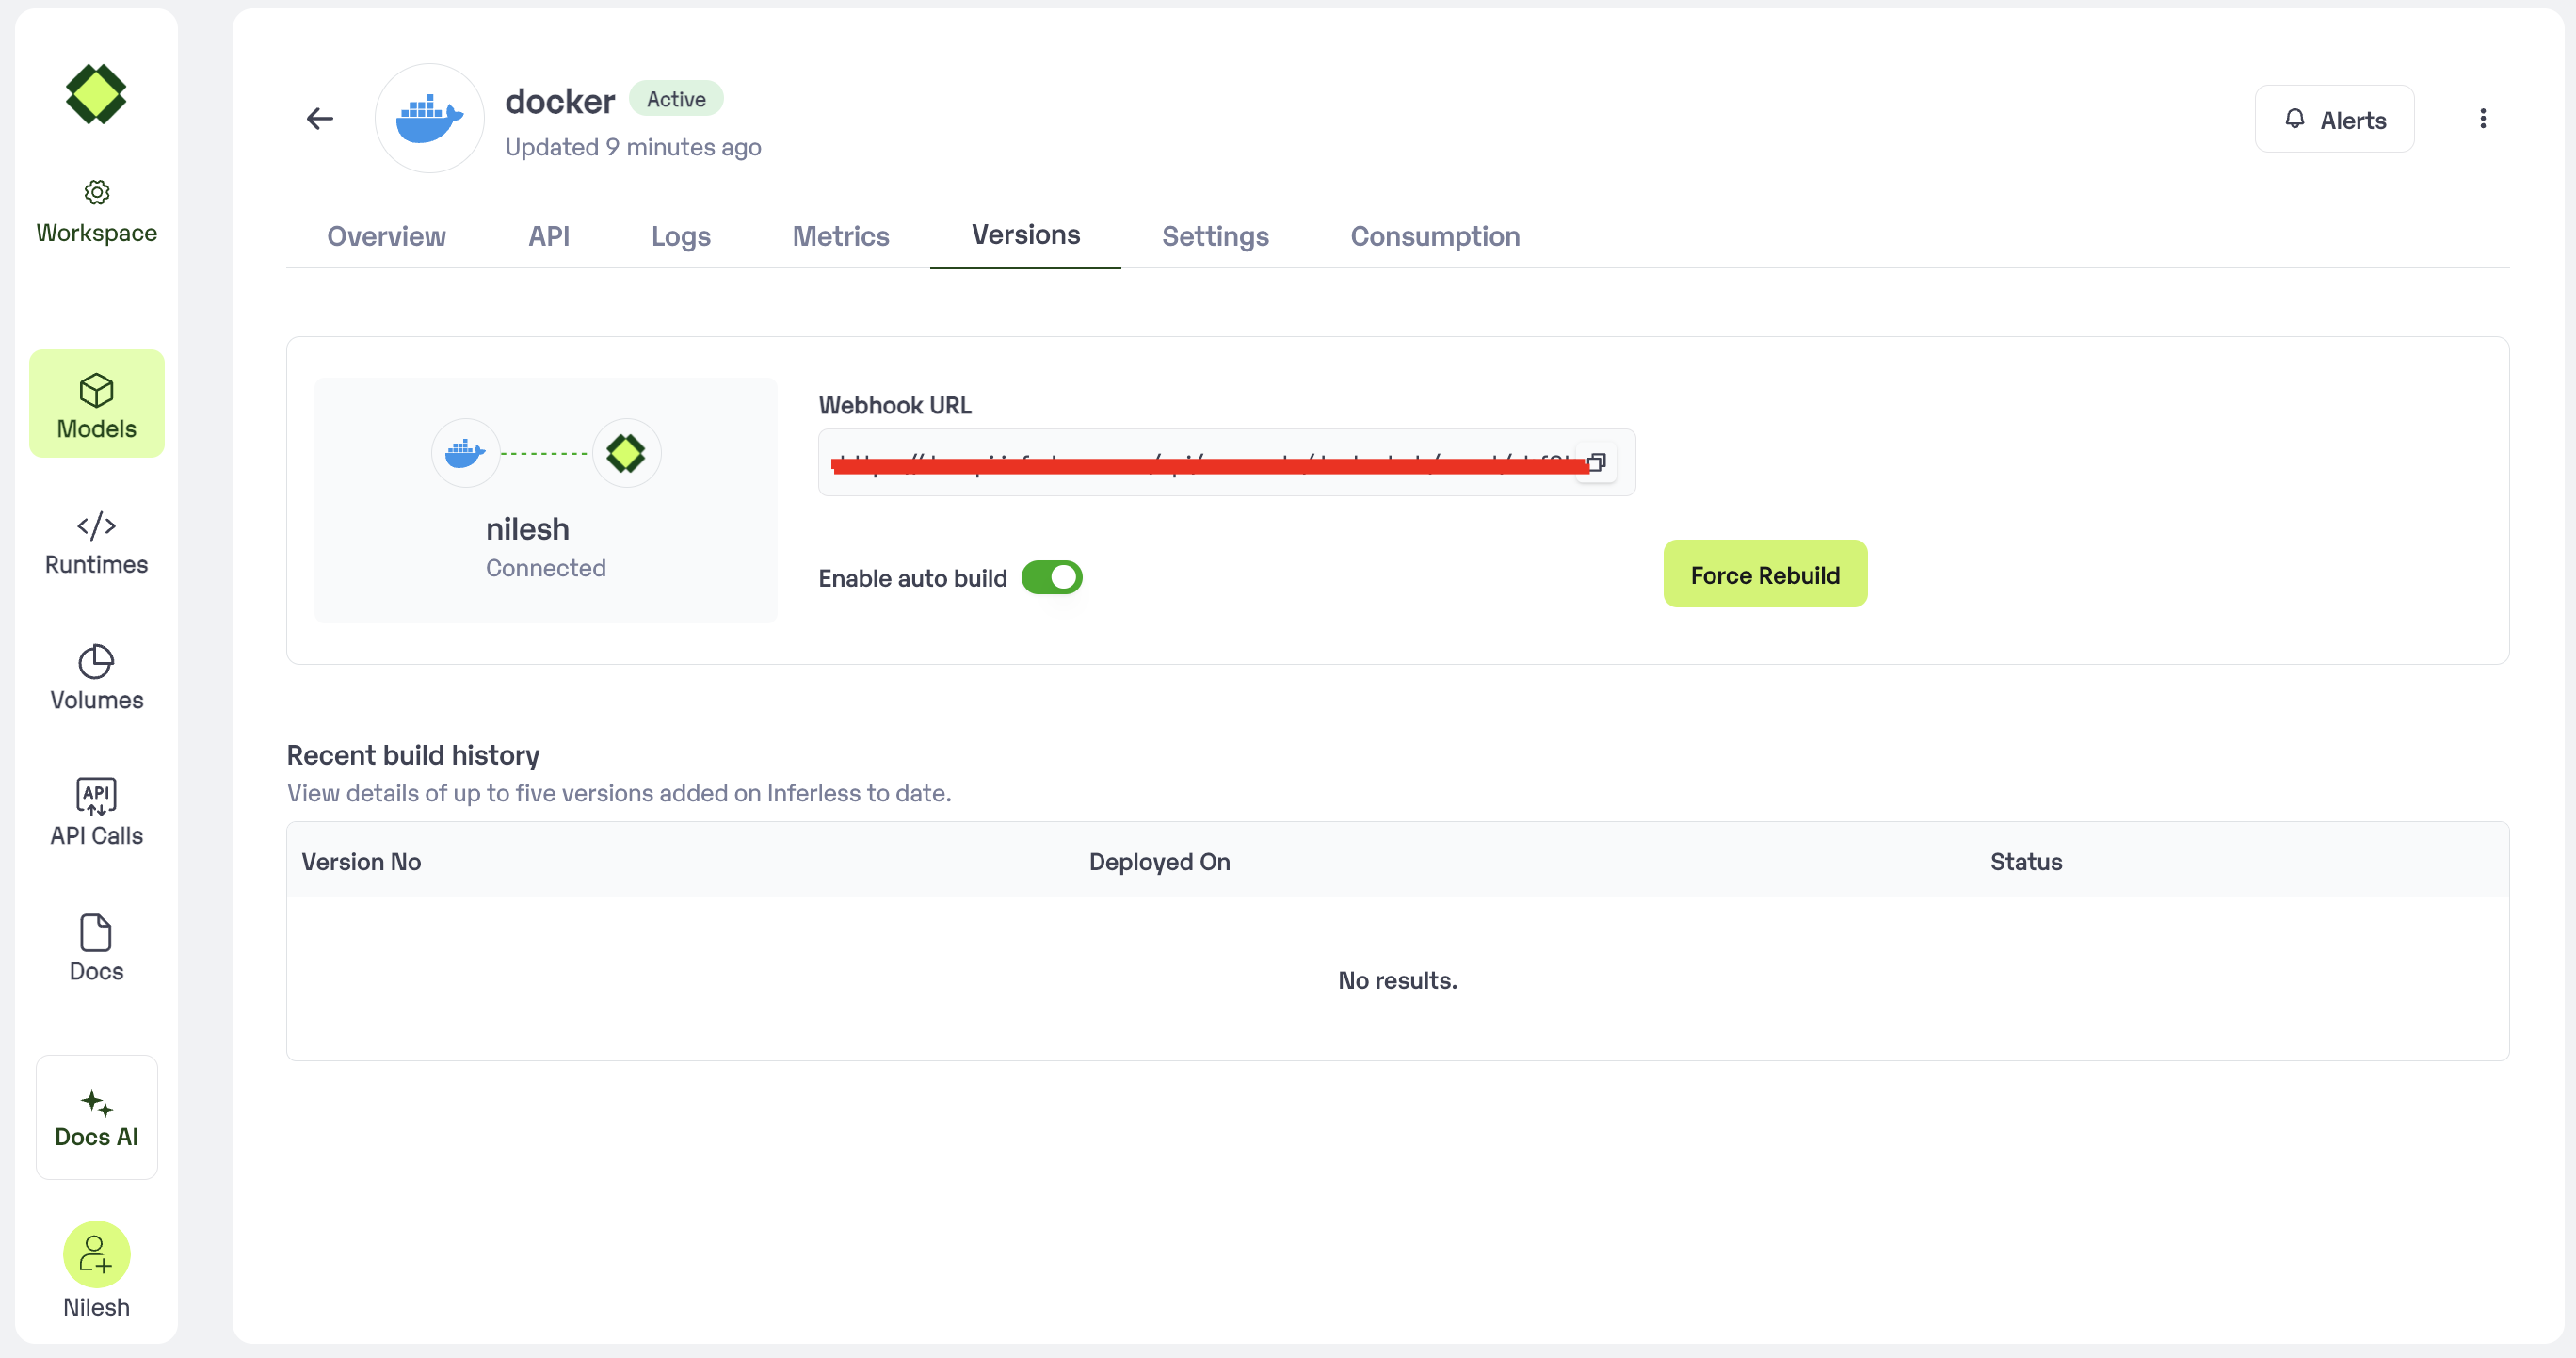 Workspace
Models
Runtimes
Volumes
API
API Calls
Docs
Docs AI
Nilesh
docker
Active
Updated 9 minutes ago
Alerts
Overview API Logs Metrics Versions Settings Consumption
nilesh
Connected
Webhook URL
Enable auto build
Force Rebuild
Recent build history
View details of up to five versions added on Inferless to date.
Version No Deployed On Status
No results.